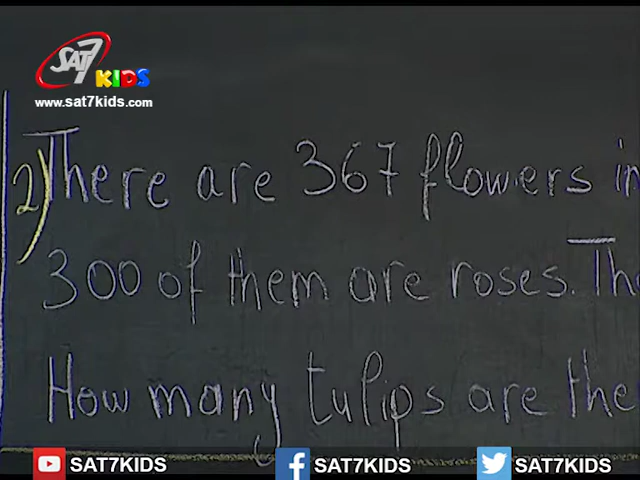 SAT7 KIDS
www.sat7kids.com
2) There are 367 flowers in
300 of them are roses. The
How many tulips are the
SAT7KIDS SAT7KIDS SAT7KIDS